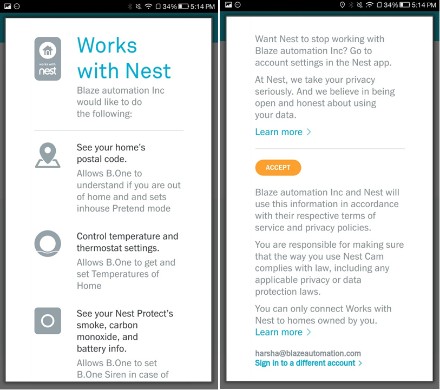 34% 5:14 PM
Works
with Nest
works with
nest
Blaze automation Inc
would like to do
the following:
See your home's
postal code.
Allows B.One to
understand if you are out
of home and and sets
inhouse Pretend mode
Control temperature and
thermostat settings.
Allows B.One to get and
set Temperatures of
Home
See your Nest Protect's
smoke, carbon
monoxide, and
battery info.
Allows B.One to set
B.One Siren in case of
34% 5:14 PM
Want Nest to stop working with
Blaze automation Inc? Go to
account settings in the Nest app.
At Nest, we take your privacy
seriously. And we believe in being
open and honest about using
your data.
Learn more >
ACCEPT
Blaze automation Inc and Nest will
use this information in accordance
with their respective terms of
service and privacy policies.
You are responsible for making sure
that the way you use Nest Cam
complies with law, including any
applicable privacy or data
protection laws.
You can only connect Works with
Nest to homes owned by you.
Learn more >
harsha@blazeautomation.com
Sign in to a different account >